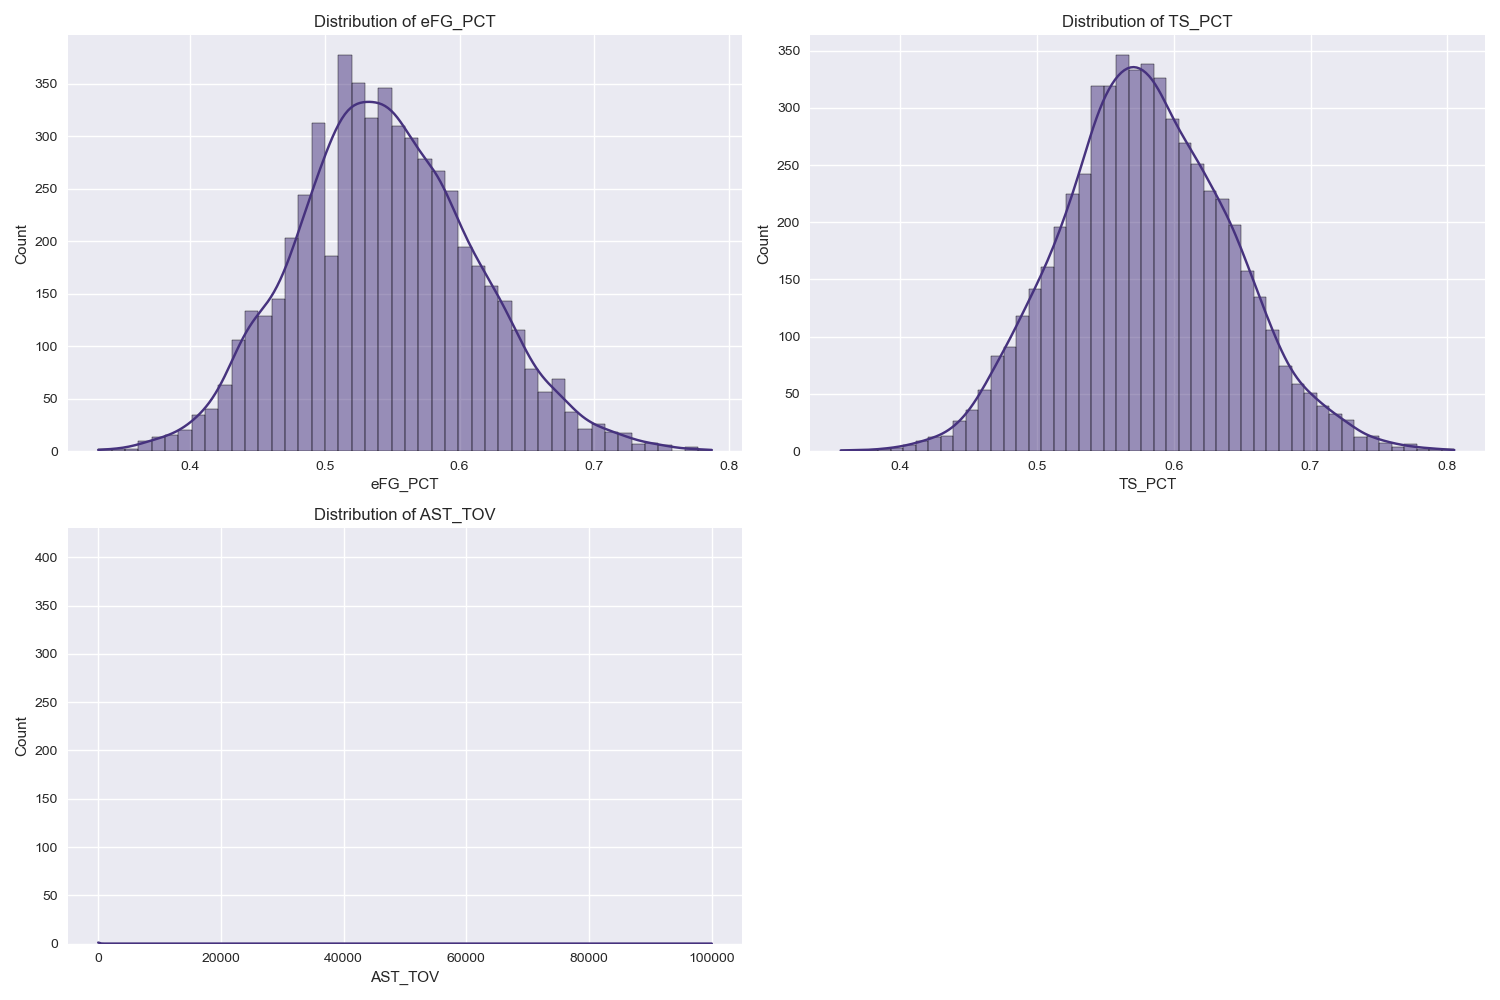 Distribution of eFG_PCT
350
300
250
200
150
100
50
0
Count
0.4 0.5 0.6 0.7 0.8
eFG_PCT
Distribution of TS_PCT
350
300
250
200
150
100
50
0
Count
0.4 0.5 0.6 0.7 0.8
TS_PCT
Distribution of AST_TOV
400
350
300
250
200
150
100
50
0
Count
0 20000 40000 60000 80000 100000
AST_TOV